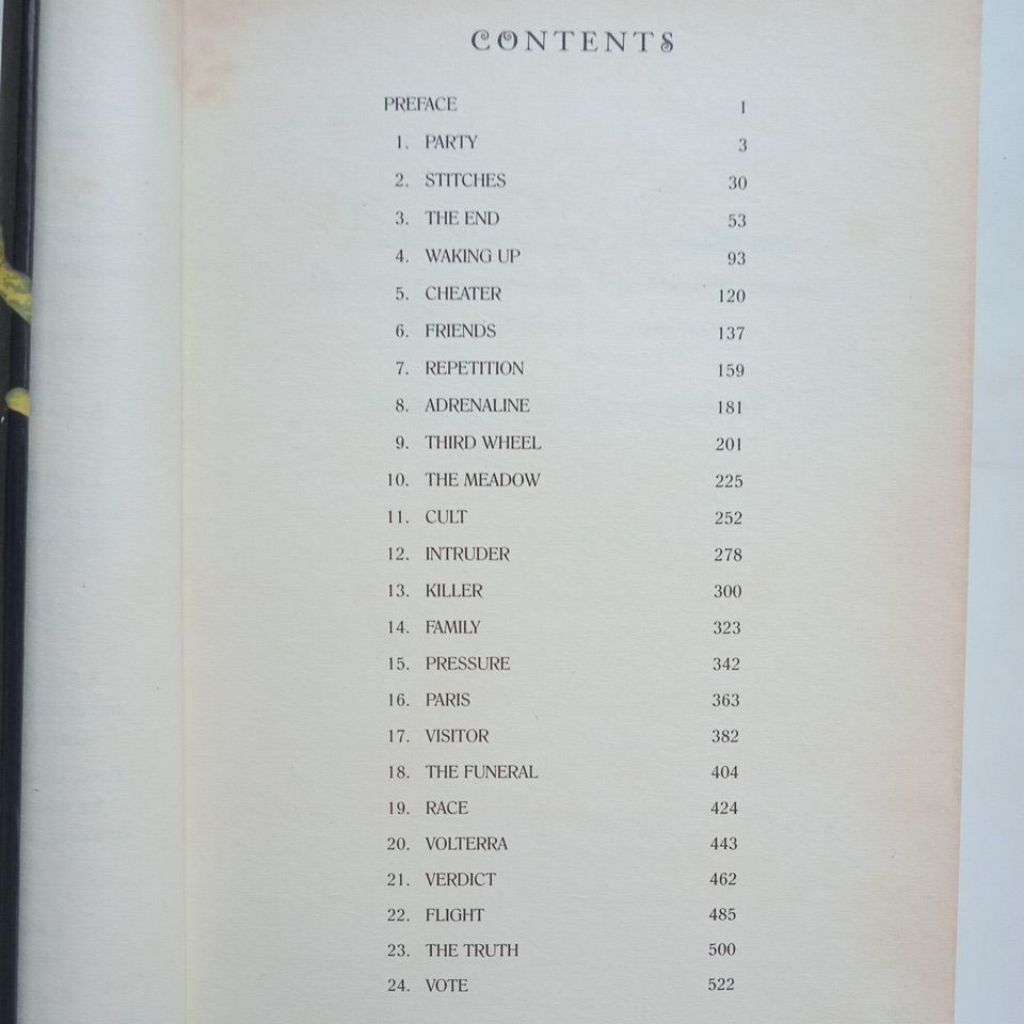 CONTENTS
PREFACE 1
1. PARTY 3
2. STITCHES 30
3. THE END 53
4. WAKING UP 93
5. CHEATER 120
6. FRIENDS 137
7. REPETITION 159
8. ADRENALINE 181
9. THIRD WHEEL 201
10. THE MEADOW 225
11. CULT 252
12. INTRUDER 278
13. KILLER 300
14. FAMILY 323
15. PRESSURE 342
16. PARIS 363
17. VISITOR 382
18. THE FUNERAL 404
19. RACE 424
20. VOLTERRA 443
21. VERDICT 462
22. FLIGHT 485
23. THE TRUTH 500
24. VOTE 522